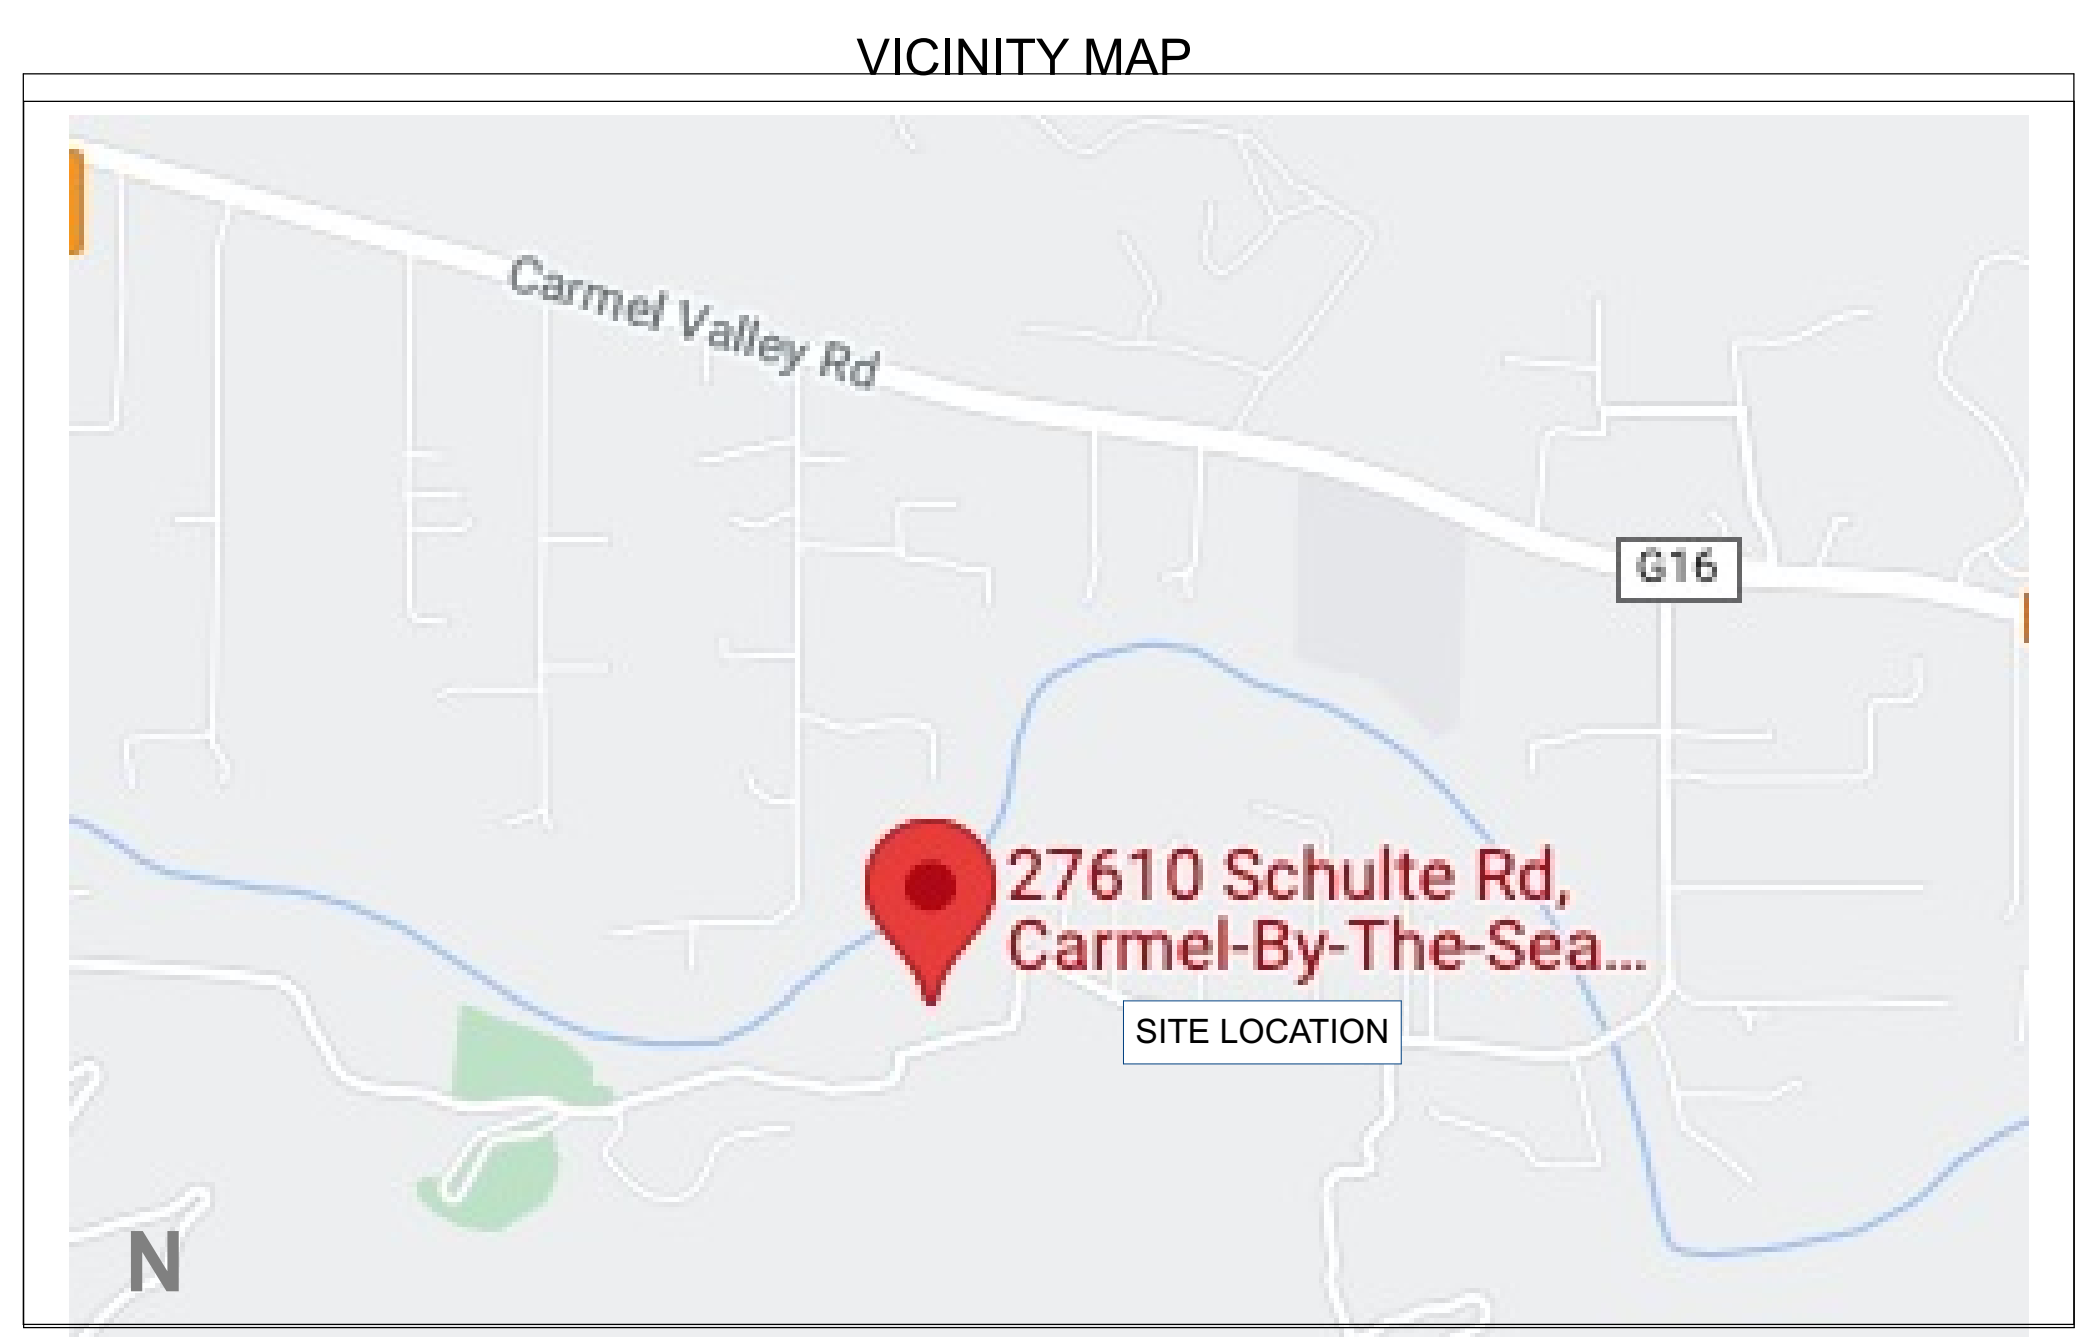 VICINITY MAP
Carmel Valley Rd
G16
27610 Schulte Rd,
Carmel-By-The-Sea...
SITE LOCATION
N